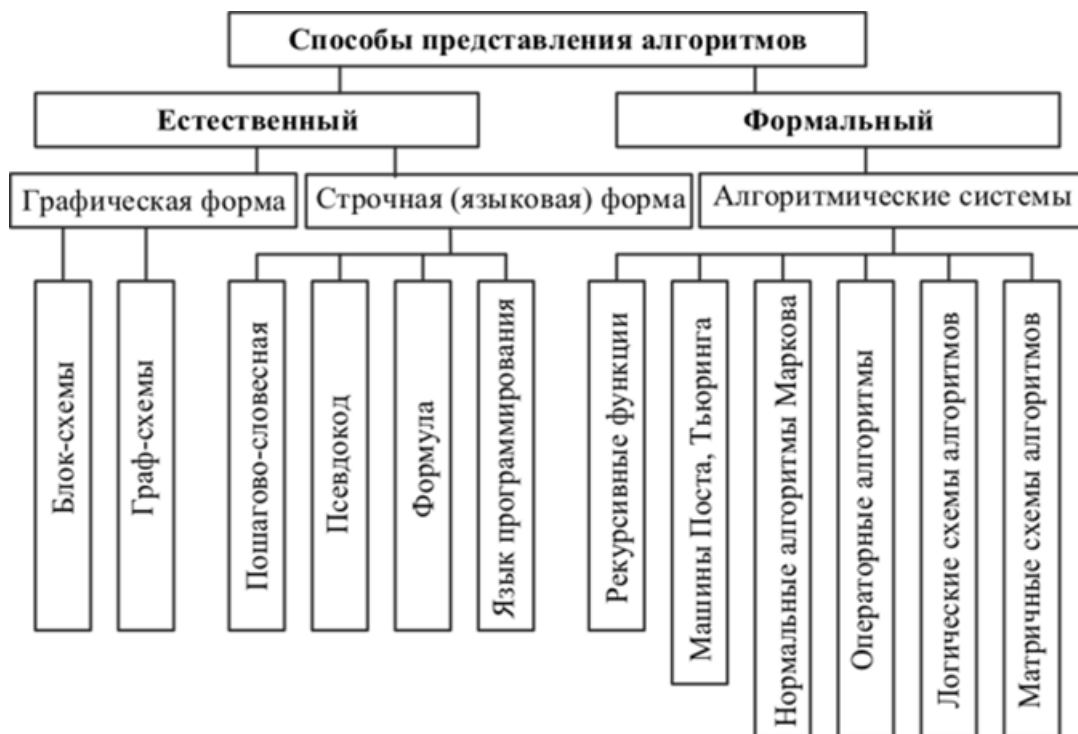 Способы представления алгоритмов
Естественный
Формальный
Графическая форма
Строчная (языковая) форма
Алгоритмические системы
Блок-схемы
Граф-схемы
Пошагово-словесная
Псевдокод
Формула
Язык программирования
Рекурсивные функции
Машины Поста, Тьюринга
Нормальные алгоритмы Маркова
Операторные алгоритмы
Логические схемы алгоритмов
Матричные схемы алгоритмов